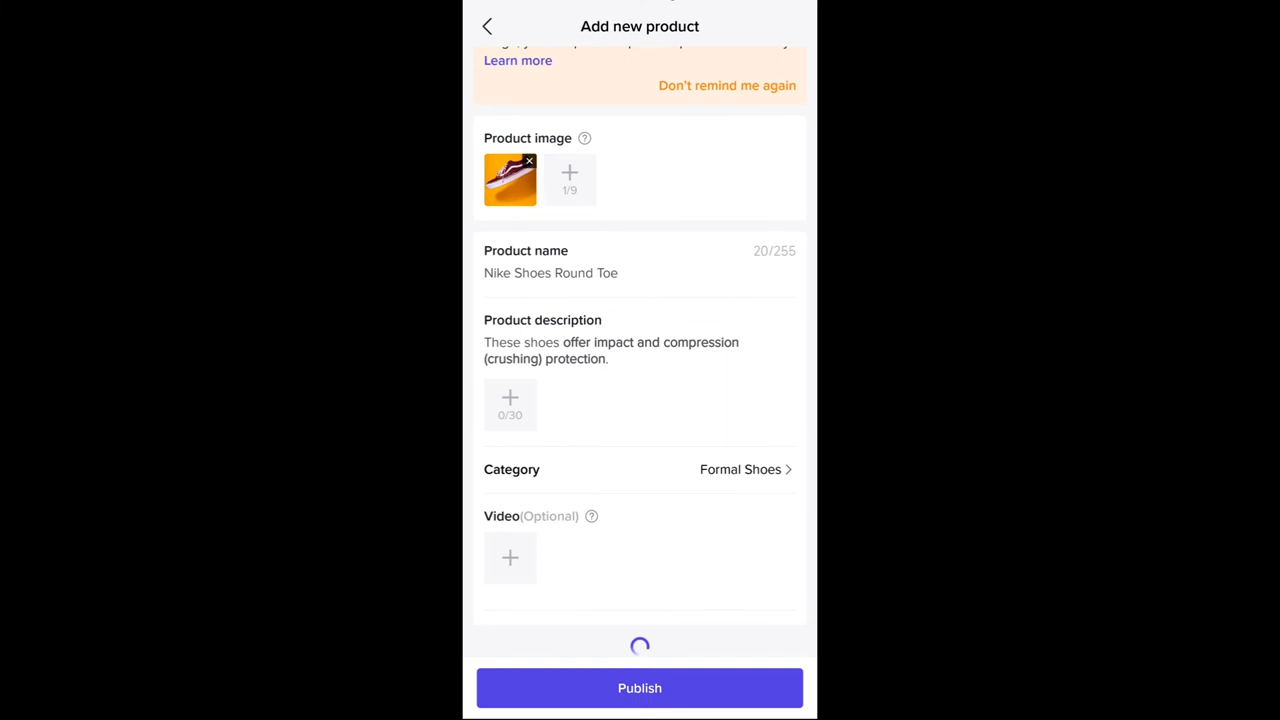 Add new product
Learn more
Don't remind me again
Product image ?
1/9
Product name 20/255
Nike Shoes Round Toe
Product description
These shoes offer impact and compression
(crushing) protection.
0/30
Category Formal Shoes
Video(Optional) ?
Publish